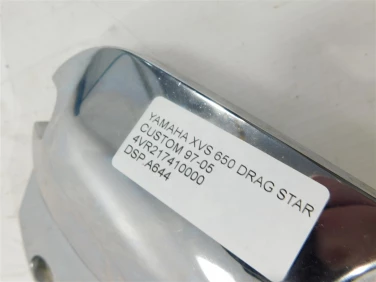 YAMAHA XVS 650 DRAG STAR
CUSTOM 97-05
4VR217410000
DSP A644